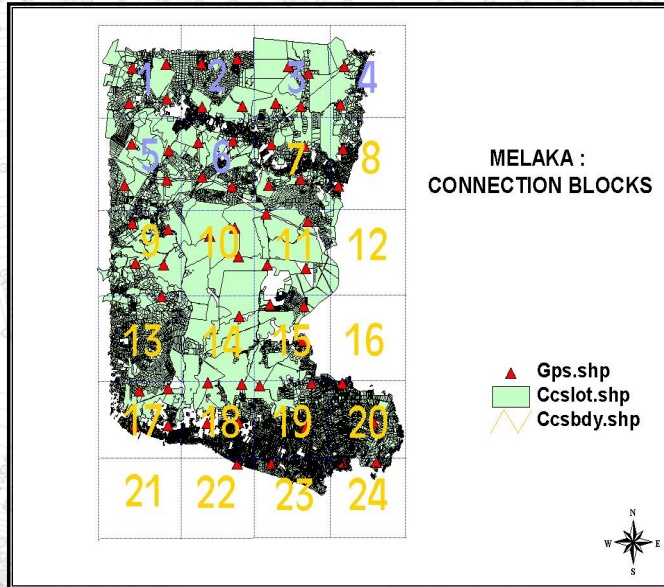 MELAKA :
CONNECTION BLOCKS
1 2 3 4
5 6 7 8
9 10 11 12
13 14 15 16
17 18 19 20
21 22 23 24
Gps.shp
Ccslot.shp
Ccsbdy.shp
N
W E
S